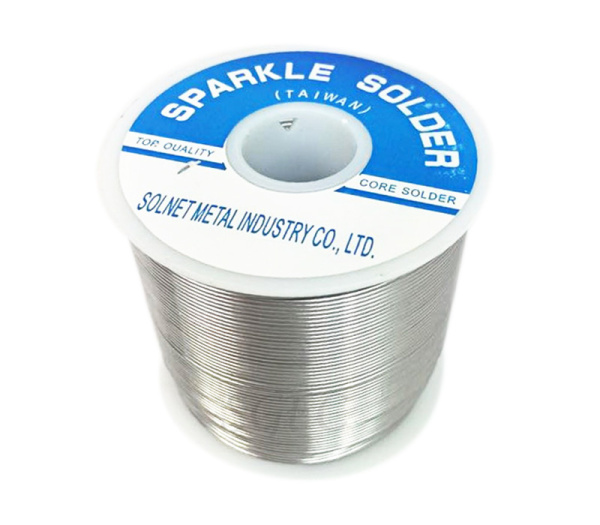 SPARKLE SOLDER
(TAIWAN)
TOP QUALITY
CORE SOLDER
SOLNET METAL INDUSTRY CO., LTD.